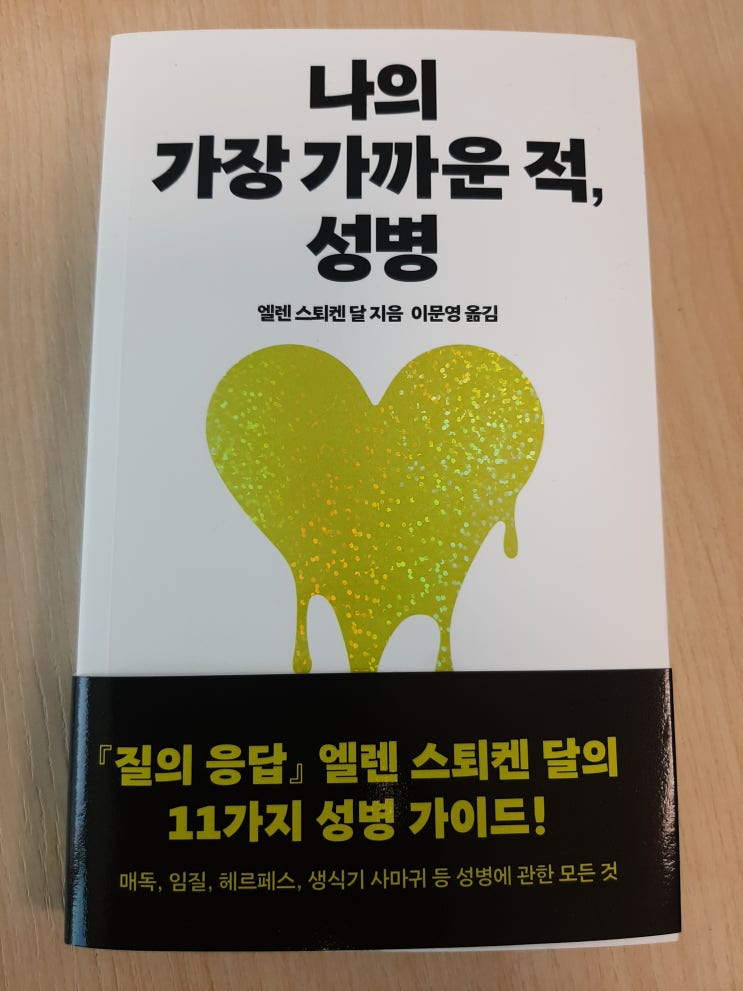 나의
가장 가까운 적,
성병
엘렌 스퇴켄 달 지음 이문영 옮김
『질의 응답』 엘렌 스퇴켄 달의
11가지 성병 가이드!
매독, 임질, 헤르페스, 생식기 사마귀 등 성병에 관한 모든 것